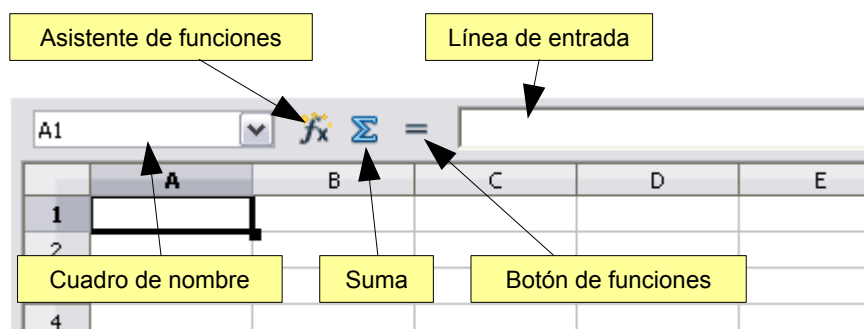 Asistente de funciones
Línea de entrada
A1
fx Σ =
A B C D E
1
2
Cuadro de nombre
Suma
Botón de funciones
4